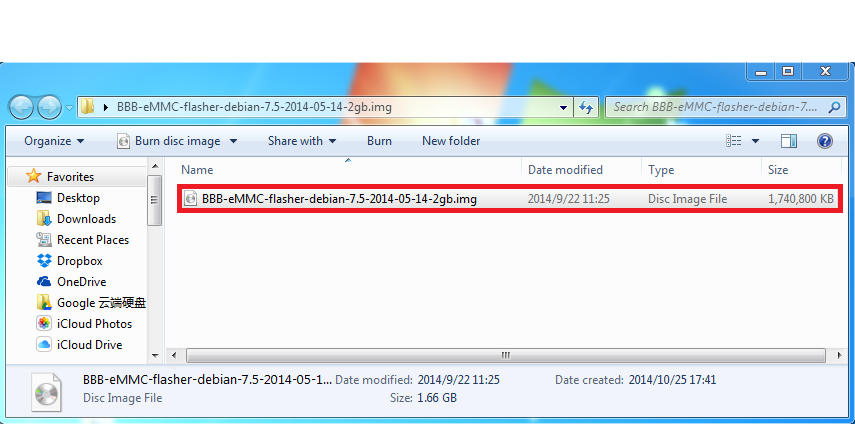 BBB-eMMC-flasher-debian-7.5-2014-05-14-2gb.img
Search BBB-eMMC-flasher-debian-7....
Organize Burn disc image Share with Burn New folder
Name Date modified Type Size
BBB-eMMC-flasher-debian-7.5-2014-05-14-2gb.img 2014/9/22 11:25 Disc Image File 1,740,800 KB
Favorites
Desktop
Downloads
Recent Places
Dropbox
OneDrive
Google 云端硬盘
iCloud Photos
iCloud Drive
BBB-eMMC-flasher-debian-7.5-2014-05-1... Date modified: 2014/9/22 11:25 Date created: 2014/10/25 17:41
Disc Image File Size: 1.66 GB